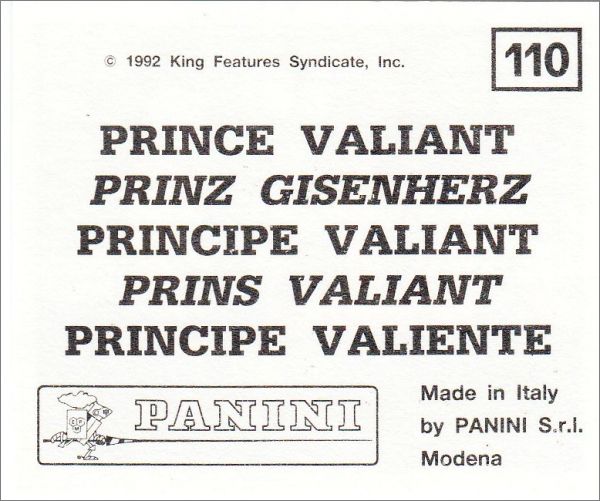 © 1992 King Features Syndicate, Inc.
110
PRINCE VALIANT
PRINZ GISENHERZ
PRINCIPE VALIANT
PRINS VALIANT
PRINCIPE VALIENTE
PANINI
Made in Italy
by PANINI S.r.l.
Modena